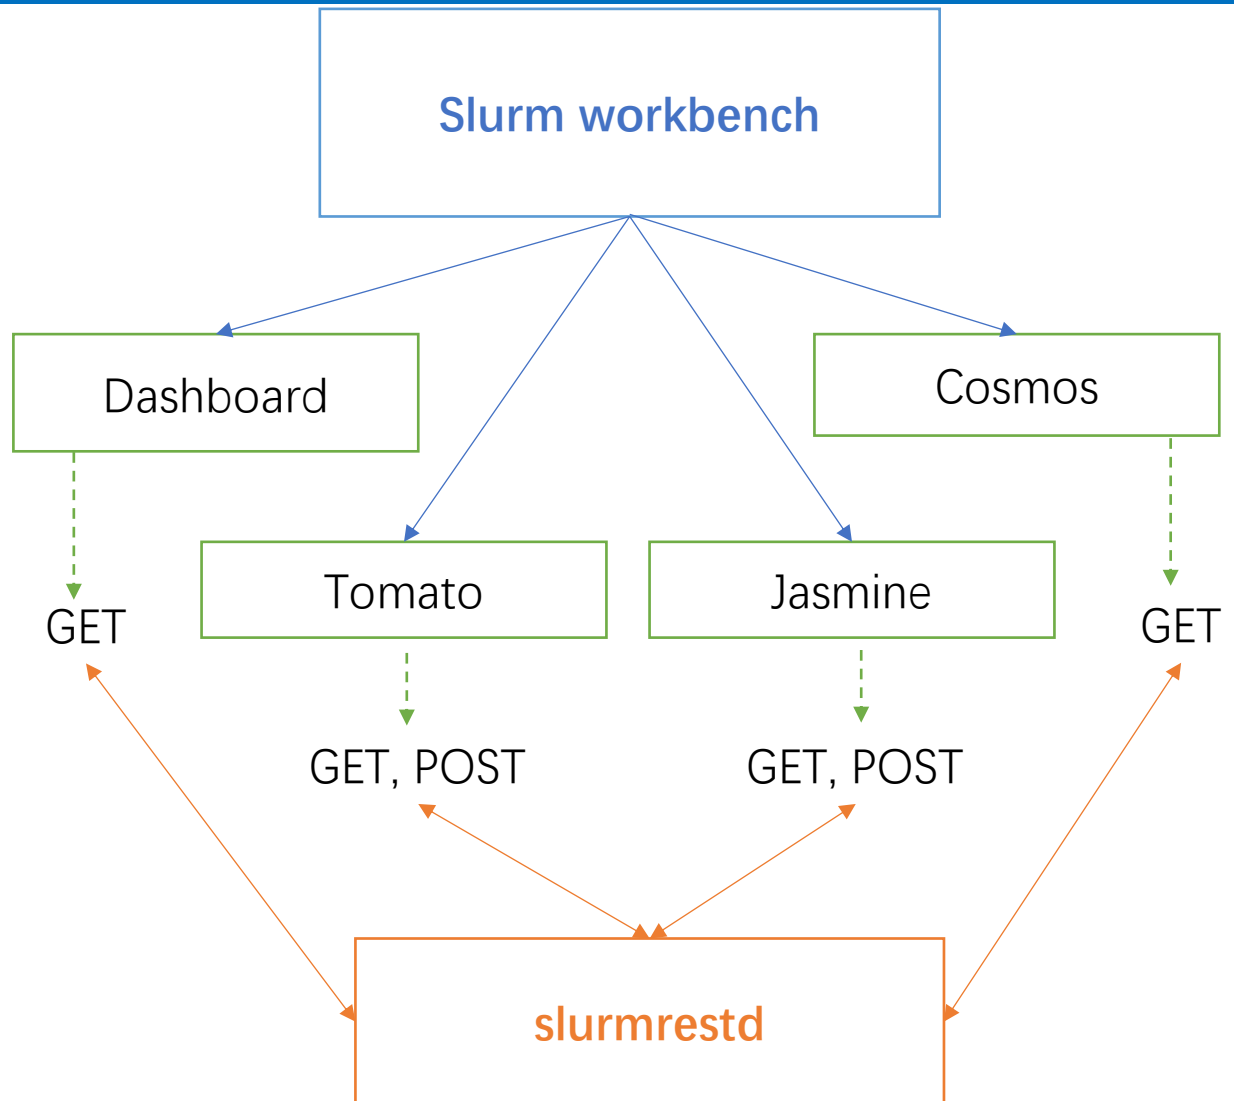 Slurm workbench
Dashboard
Cosmos
Tomato
Jasmine
GET
GET
GET, POST
GET, POST
slurmrestd